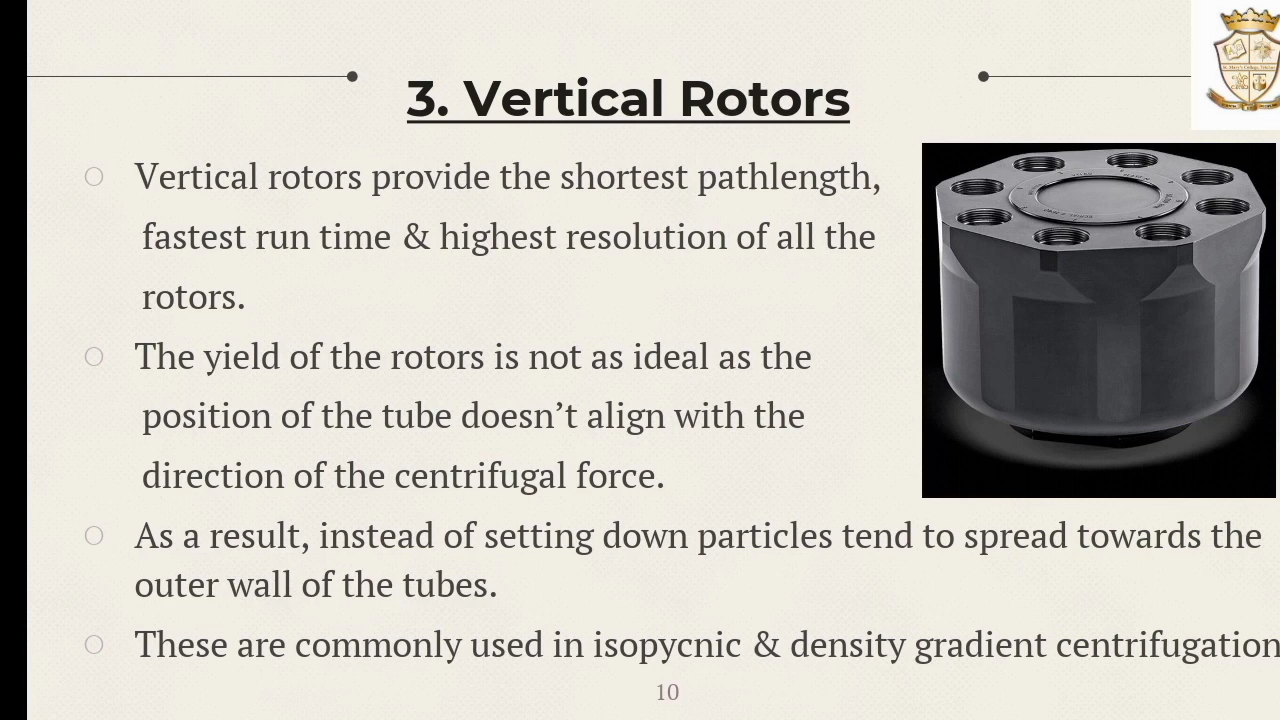 3. Vertical Rotors
Vertical rotors provide the shortest pathlength,
fastest run time & highest resolution of all the
rotors.
The yield of the rotors is not as ideal as the
position of the tube doesn’t align with the
direction of the centrifugal force.
As a result, instead of setting down particles tend to spread towards the
outer wall of the tubes.
These are commonly used in isopycnic & density gradient centrifugation
10